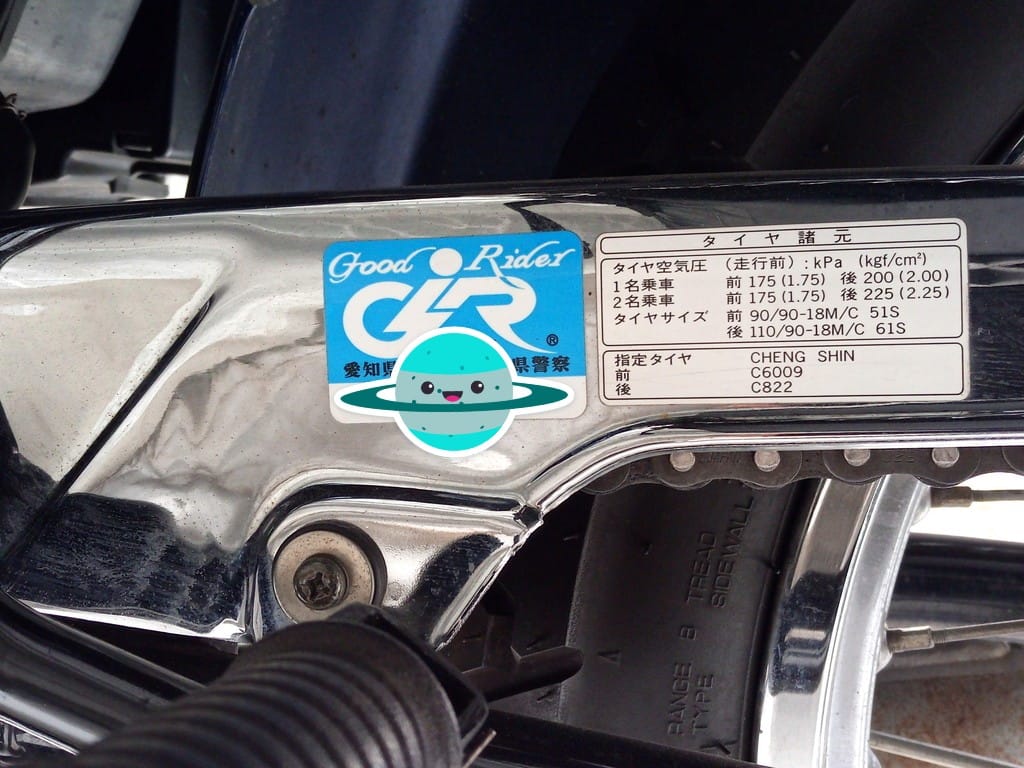 Good Rider
GR
®
愛知県警察
タイヤ諸元
タイヤ空気圧 (走行前):kPa (kgf/cm²)
1名乗車 前 175 (1.75) 後 200 (2.00)
2名乗車 前 175 (1.75) 後 225 (2.25)
タイヤサイズ 前 90/90-18M/C 51S
後 110/90-18M/C 61S
指定タイヤ CHENG SHIN
前 C6009
後 C822
TREAD
SIDEWALL
RANGE B
TYPE